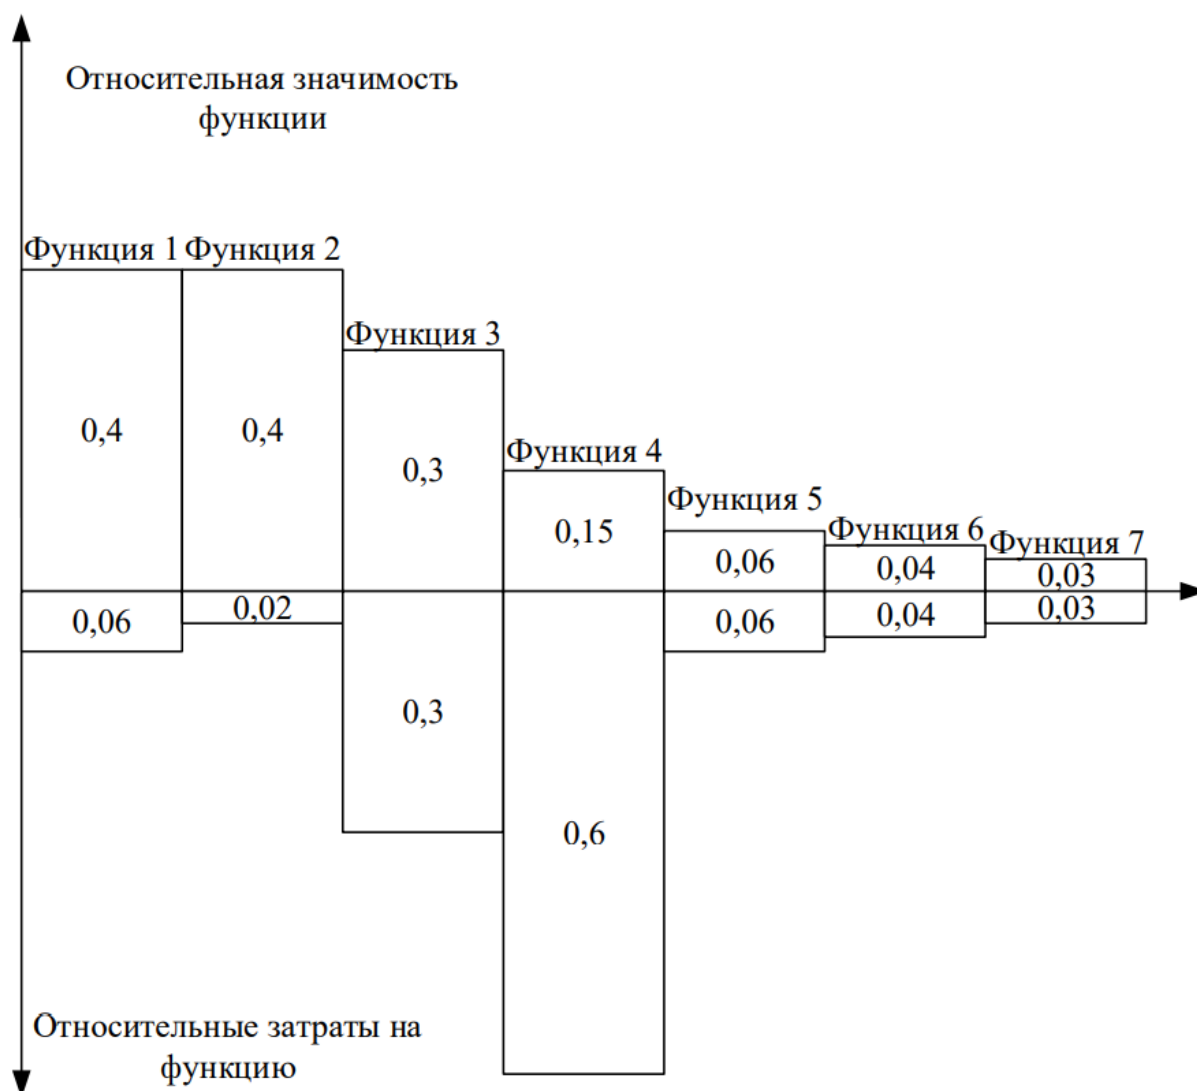 Относительная значимость
функции
Функция 1 Функция 2
Функция 3
Функция 4
Функция 5
Функция 6
Функция 7
0,4
0,4
0,3
0,15
0,06
0,04
0,03
0,06
0,02
0,3
0,6
0,06
0,04
0,03
Относительные затраты на
функцию